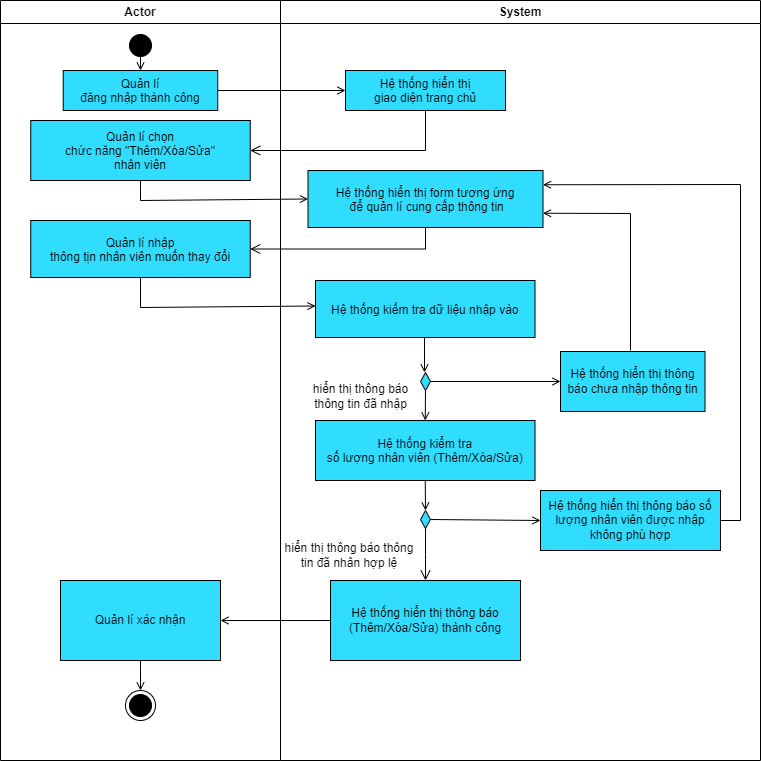 Actor
System
Quản lí
đăng nhập thành công
Hệ thống hiển thị
giao diện trang chủ
Quản lí chọn
chức năng "Thêm/Xóa/Sửa"
nhân viên
Hệ thống hiển thị form tương ứng
để quản lí cung cấp thông tin
Quản lí nhập
thông tịn nhân viên muốn thay đổi
Hệ thống kiểm tra dữ liệu nhập vào
hiển thị thông báo
thông tin đã nhập
Hệ thống hiển thị thông
báo chưa nhập thông tin
Hệ thống kiểm tra
số lượng nhân viên (Thêm/Xóa/Sửa)
Hệ thống hiển thị thông báo số
lượng nhân viên được nhập
không phù hợp
hiển thị thông báo thông
tin đã nhân hợp lệ
Hệ thống hiển thị thông báo
(Thêm/Xóa/Sửa) thành công
Quản lí xác nhận